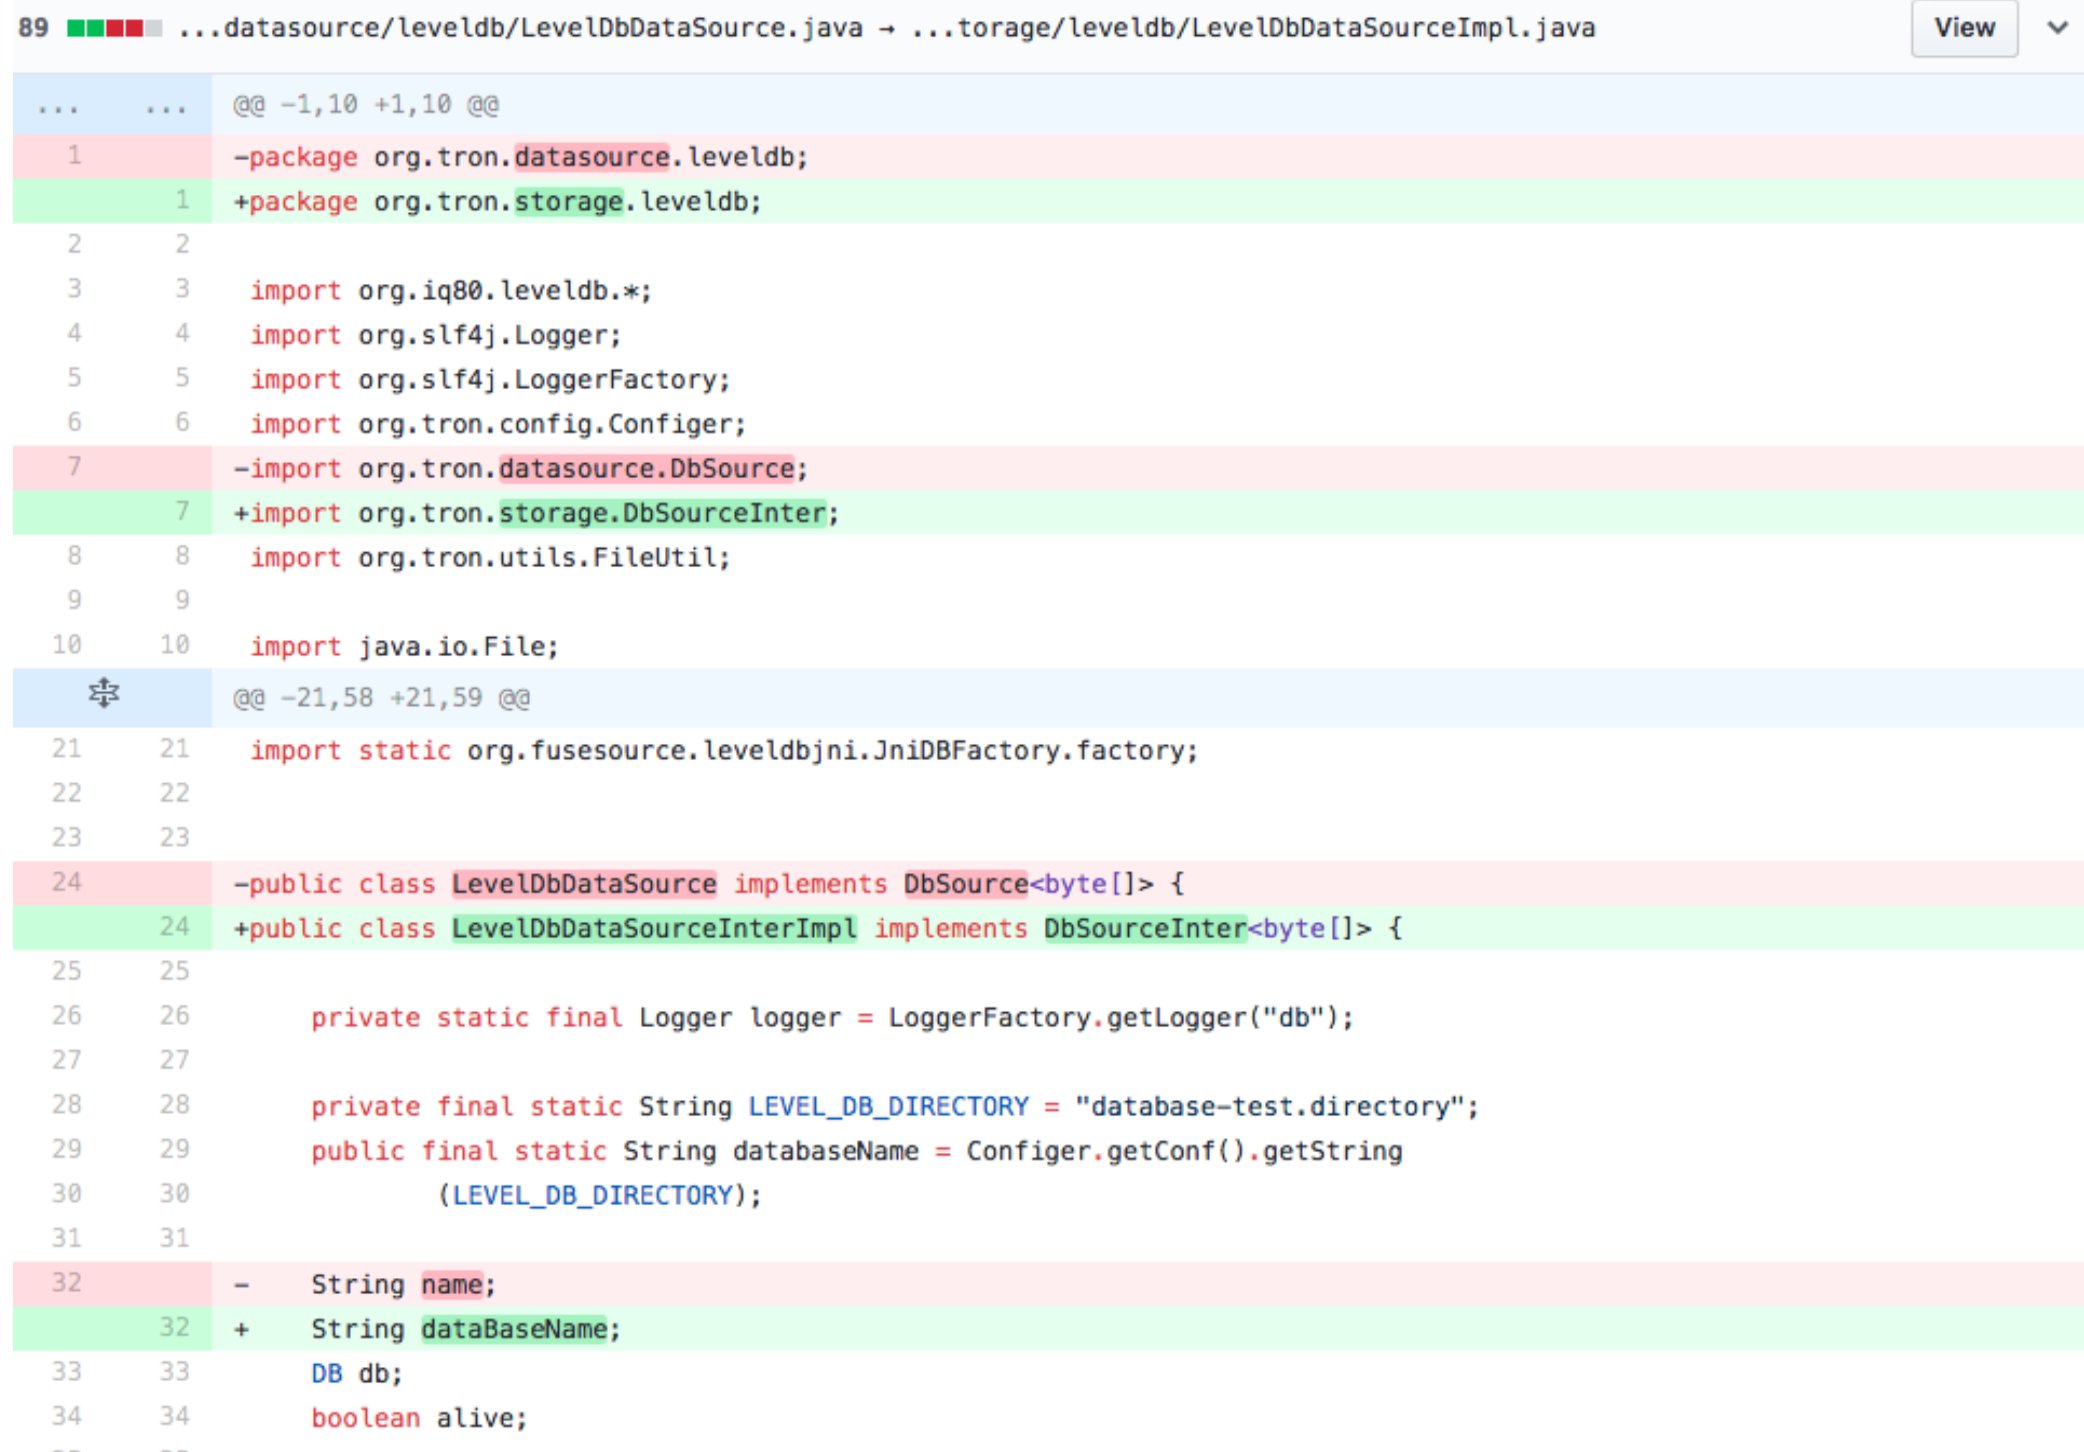 89 ...datasource/leveldb/LevelDbDataSource.java → ...torage/leveldb/LevelDbDataSourceImpl.java View
... ... @@ -1,10 +1,10 @@
1 -package org.tron.datasource.leveldb;
1 +package org.tron.storage.leveldb;
2 2
3 3 import org.iq80.leveldb.*;
4 4 import org.slf4j.Logger;
5 5 import org.slf4j.LoggerFactory;
6 6 import org.tron.config.Configer;
7 -import org.tron.datasource.DbSource;
7 +import org.tron.storage.DbSourceInter;
8 8 import org.tron.utils.FileUtil;
9 9
10 10 import java.io.File;
@@ -21,58 +21,59 @@
21 21 import static org.fusesource.leveldbjni.JniDBFactory.factory;
22 22
23 23
24 -public class LevelDbDataSource implements DbSource<byte[]> {
24 +public class LevelDbDataSourceInterImpl implements DbSourceInter<byte[]> {
25 25
26 26 private static final Logger logger = LoggerFactory.getLogger("db");
27 27
28 28 private final static String LEVEL_DB_DIRECTORY = "database-test.directory";
29 29 public final static String databaseName = Configer.getConf().getString
30 30 (LEVEL_DB_DIRECTORY);
31 31
32 - String name;
32 + String dataBaseName;
33 33 DB db;
34 34 boolean alive;